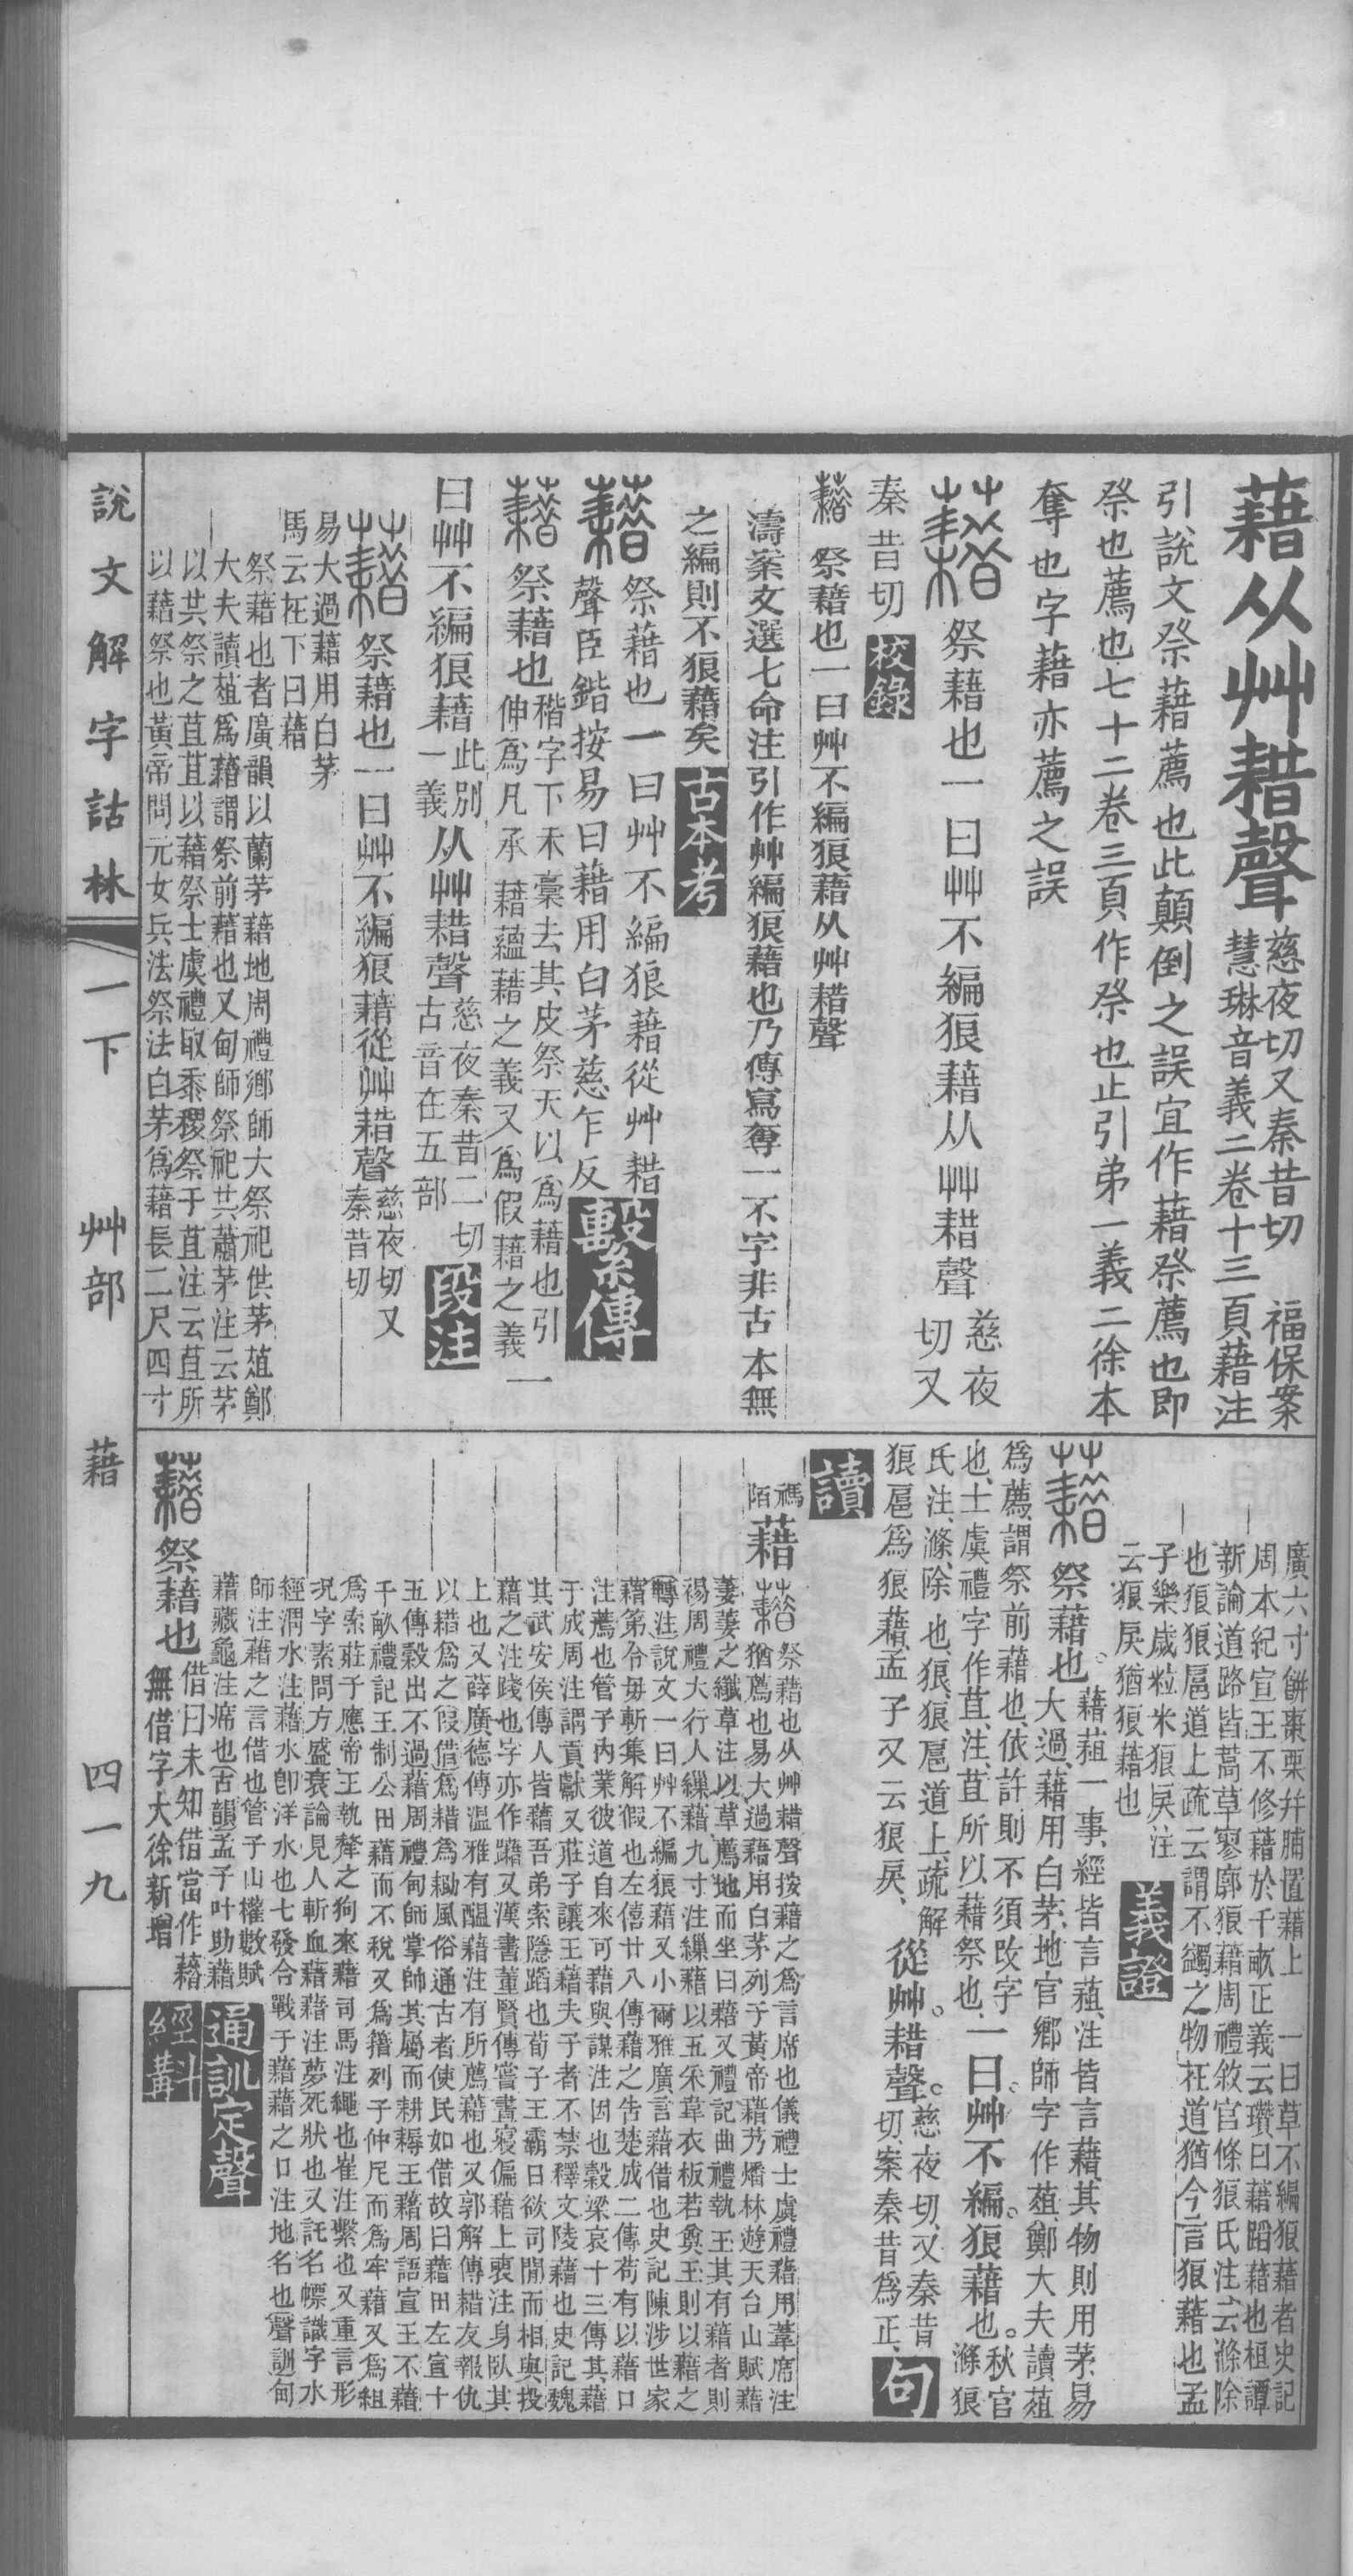 藉从艸耤聲慈夜切又秦昔切　福保案
慧琳音義二卷十三頁藉注
引說文祭藉薦也此顛倒之誤宜作藉祭薦也即
祭也薦也七十二卷三頁作祭也止引弟一義二徐本
奪也字藉亦薦之誤
藉祭藉也一曰艸不編狼藉从艸耤聲慈夜切又
秦昔切校錄
藉祭藉也一曰艸不編狼藉从艸耤聲
濤案文選七命注引作艸編狼藉也乃傳寫奪一不字非古本無
之編則不狼藉矣古本考
藉祭藉也一曰艸不編狼藉從艸耤
聲臣鍇按易曰藉用白茅慈乍反繫傳
藉祭藉也稭字下禾稾去其皮祭天以爲藉也引
伸爲凡承藉蘊藉之義又爲假藉之義一
曰艸不編狼藉此別一義从艸耤聲慈夜秦昔二切古音在五部段注
藉祭藉也一曰艸不編狼藉從艸耤聲慈夜切又秦昔切
易大過藉用白茅
馬云在下曰藉
祭藉也者廣韻以蘭茅藉地周禮鄉師大祭祀供茅蒩鄭
大夫讀蒩爲藉謂祭前藉也又甸師祭祀共蕭茅注云茅
以共祭之苴苴以藉祭士虞禮取黍稷祭于苴注云苴所
以藉祭也黃帝問元女兵法祭法白茅爲藉長二尺四寸
廣六寸餅棗栗幷脯置藉上　一曰草不編狼藉者史記
周本紀宣王不修藉於千畝正義云瓚曰藉蹈藉也桓譚
新論道路皆蒿草寥廓狼藉周禮敘官條狼氏注云滌除
也狼狼扈道上疏云謂不蠲之物在道猶今言狼藉也孟
子樂歲粒米狼戾注
云狼戾猶狼藉也義證
藉祭藉也。藉蒩一事、經皆言蒩、注皆言藉、其物則用茅、易
大過、藉用白茅、地官鄉師字作蒩、鄭大夫讀蒩
爲薦、謂祭前藉也、依許則不須改字、
也、士虞禮字作苴、注、苴所以藉祭也、一曰。艸不編。狼藉也。秋官滌狼
氏注、滌、除也、狼、狼扈道上、疏解
狼扈爲狼藉、孟子又云狼戾、從艸。耤聲。慈夜切、又秦昔切、案秦昔爲正、句
讀
禡陌藉藉祭藉也从艸耤聲按藉之爲言席也儀禮士虞禮藉用葦席注
猶薦也易大過藉用白茅列子黃帝藉艿燔林遊天台山賦藉
萋萋之纖草注以草薦地而坐曰藉又禮記曲禮執玉其有藉者則
裼周禮大行人繅藉九寸注繅藉以五采韋衣板若奠玉則以藉之
轉注說文一曰艸不編狼藉又小爾雅廣言藉借也史記陳涉世家
藉第令毋斬集解假也左僖廿八傳藉之吿楚成二傳苟有以藉口
注薦也管子內業彼道自來可藉與謀注因也穀梁哀十三傳其藉
于成周注謂貢獻又莊子讓王藉夫子者不禁釋文陵藉也史記魏
其武安侯傳人皆藉吾弟索隱蹈也荀子王霸日欲司閒而相與投
藉之注踐也字亦作躤又漢書董賢傳嘗晝寢偏藉上褏注身臥其
上也又薛廣德傳溫雅有醞藉注有所薦藉也又郭解傳耤友報仇
以耤爲之叚借爲耤爲耡風俗通古者使民如借故曰藉田左宣十
五傳穀出不過藉周禮甸師掌帥其屬而耕耨王藉周語宣王不藉
千畝禮記王制公田藉而不稅又爲籍列子仲尼而爲牢藉又爲組
爲索莊子應帝王執斄之狗來藉司馬注繩也崔注繫也又重言形
況字素問方盛衰論見人斬血藉藉注夢死狀也又託名幖識字水
經渭水注藉水卽洋水也七發合戰于藉藉之口注地名也聲訓甸
師注藉之言借也管子山權數賦
藉藏龜注席也古韻孟子叶助藉通訓定聲
藉祭藉也借曰未知借當作藉
無借字大徐新增斠經冓
說文解字詁林　一下　艸部　藉　四一九